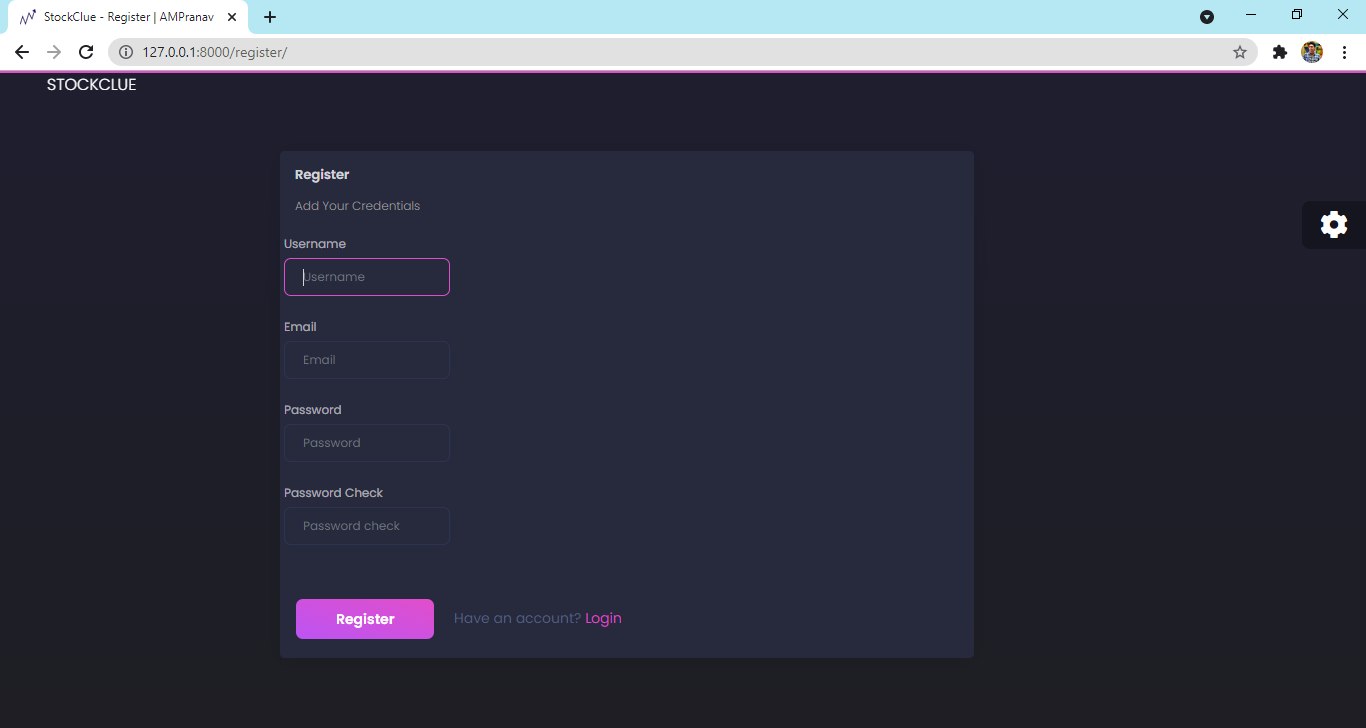 StockClue - Register | AMPranav
127.0.0.1:8000/register/
STOCKCLUE
Register
Add Your Credentials
Username
Username
Email
Email
Password
Password
Password Check
Password check
Register Have an account? Login